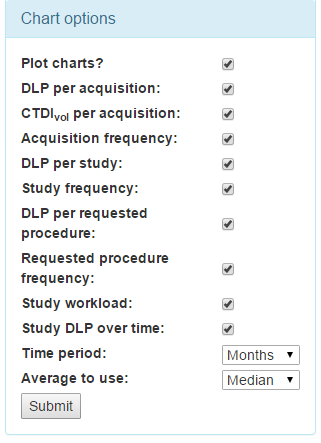 Chart options
Plot charts?
DLP per acquisition:
CTDIvol per acquisition:
Acquisition frequency:
DLP per study:
Study frequency:
DLP per requested
procedure:
Requested procedure
frequency:
Study workload:
Study DLP over time:
Time period: Months
Average to use: Median
Submit